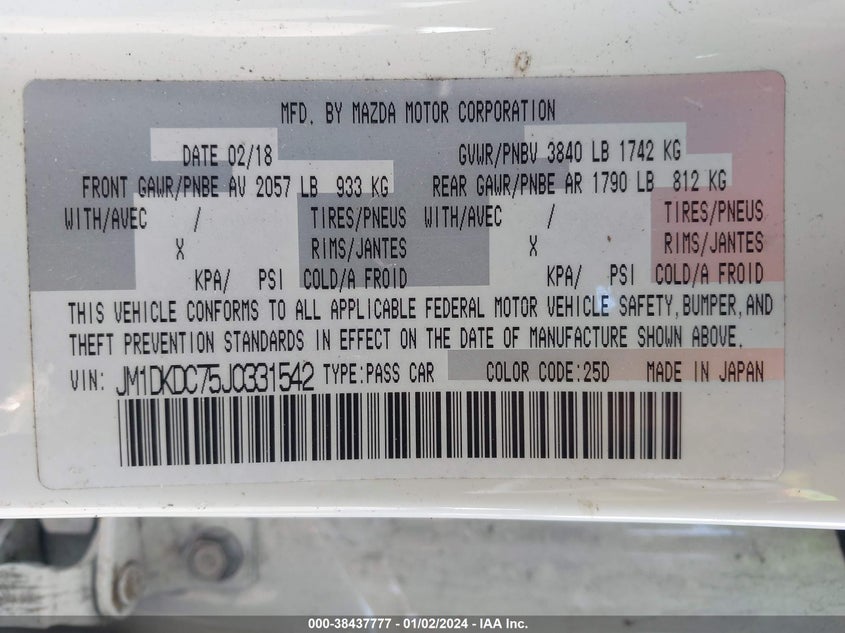 MFD. BY MAZDA MOTOR CORPORATION
DATE 02/18 GVWR/PNBV 3840 LB 1742 KG
FRONT GAWR/PNBE AV 2057 LB 933 KG REAR GAWR/PNBE AR 1790 LB 812 KG
WITH/AVEC / TIRES/PNEUS WITH/AVEC / TIRES/PNEUS
X RIMS/JANTES X RIMS/JANTES
KPA/ PSI COLD/A FROID KPA/ PSI COLD/A FROID
THIS VEHICLE CONFORMS TO ALL APPLICABLE FEDERAL MOTOR VEHICLE SAFETY, BUMPER, AND
THEFT PREVENTION STANDARDS IN EFFECT ON THE DATE OF MANUFACTURE SHOWN ABOVE.
VIN: JM1DKDC75J0331542 TYPE:PASS CAR COLOR CODE:25D MADE IN JAPAN
000-38437777 - 01/02/2024 - IAA Inc.